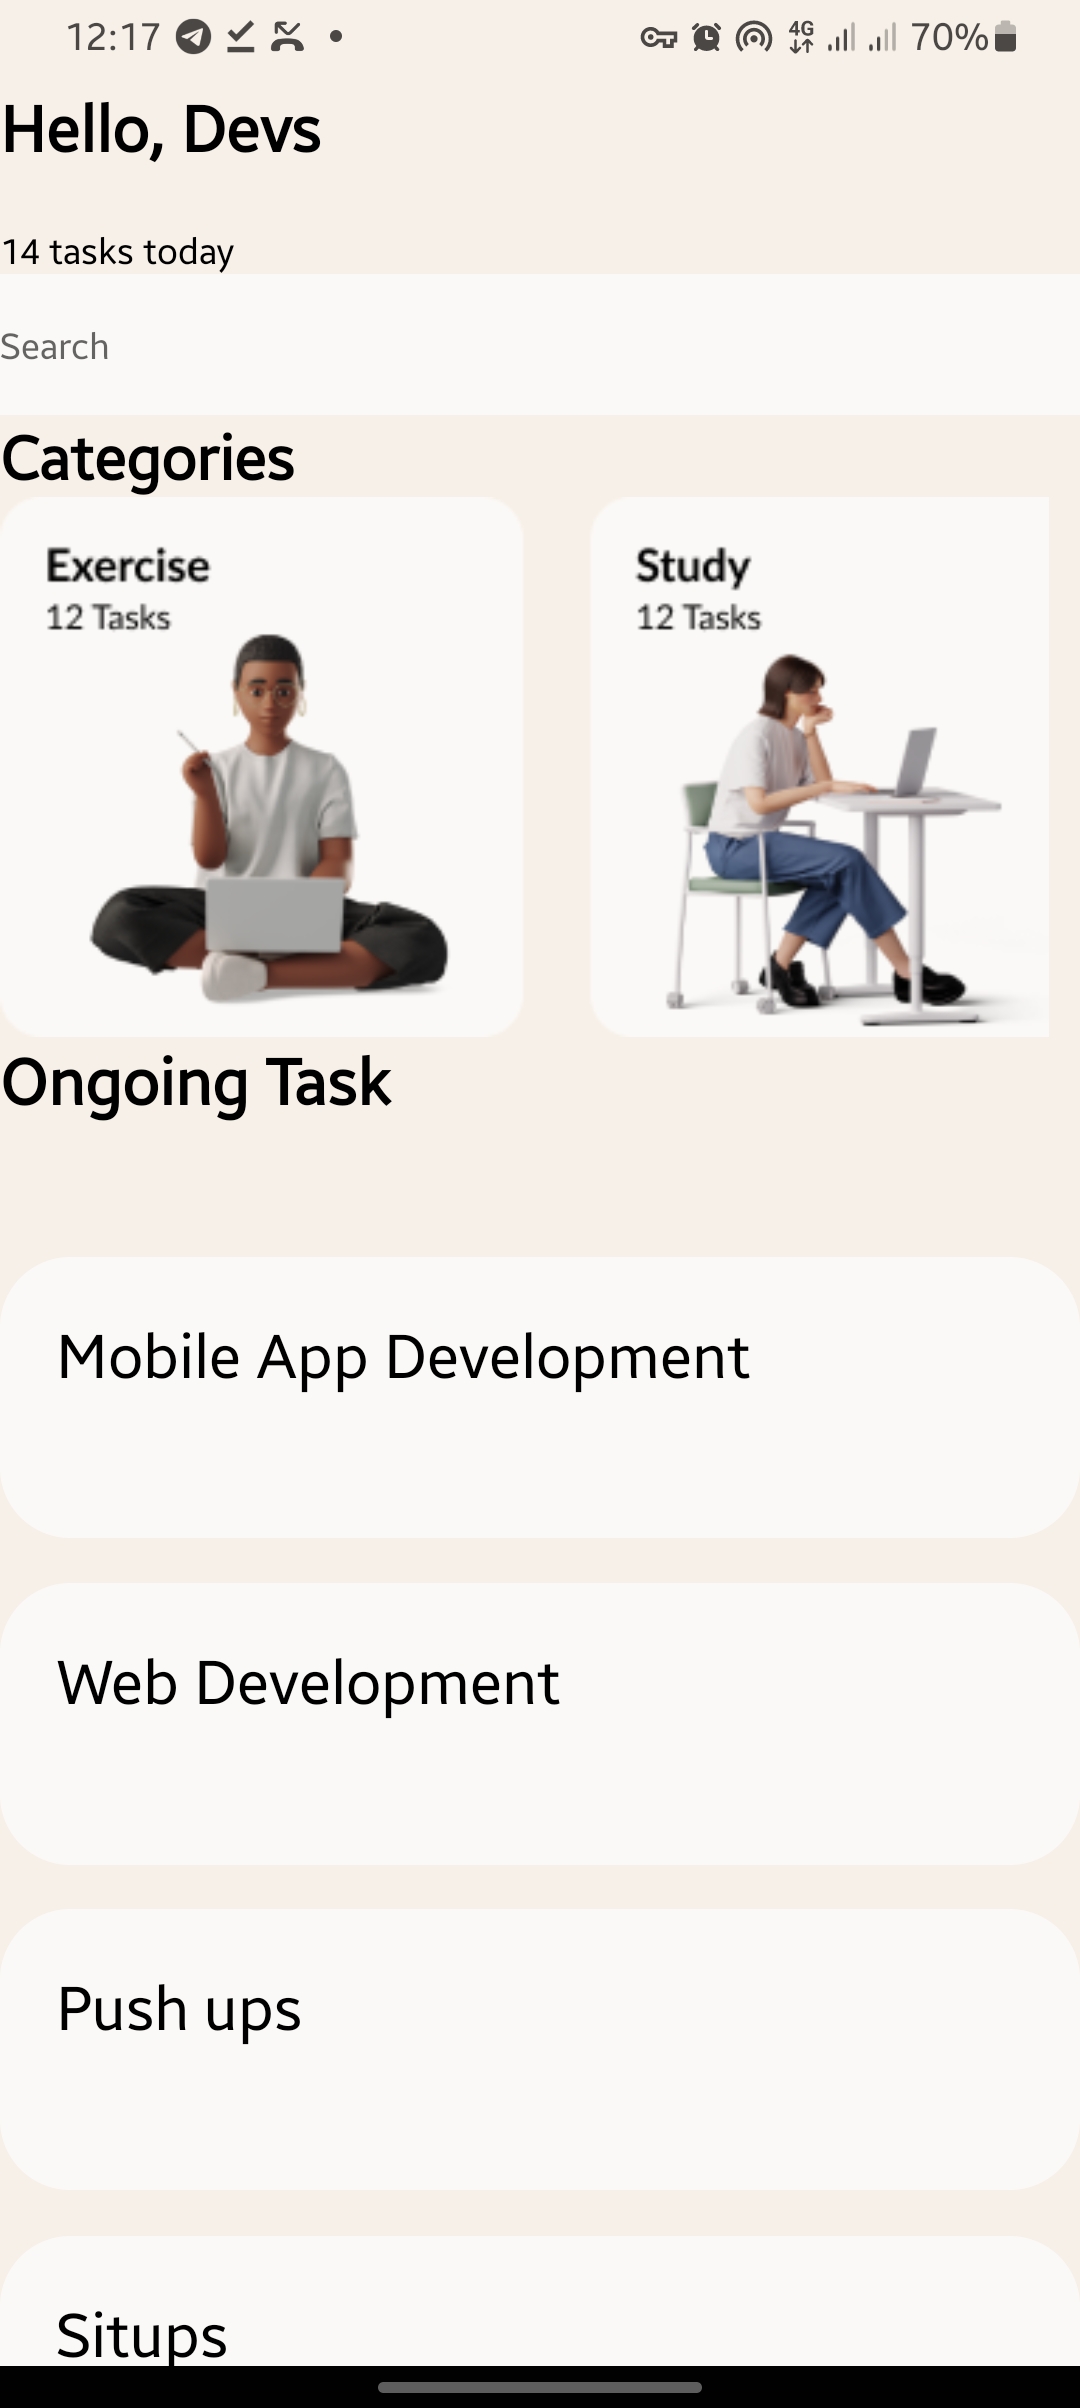 12:17
4G
70%
Hello, Devs
14 tasks today
Search
Categories
Exercise
12 Tasks
Study
12 Tasks
Ongoing Task
Mobile App Development
Web Development
Push ups
Situps